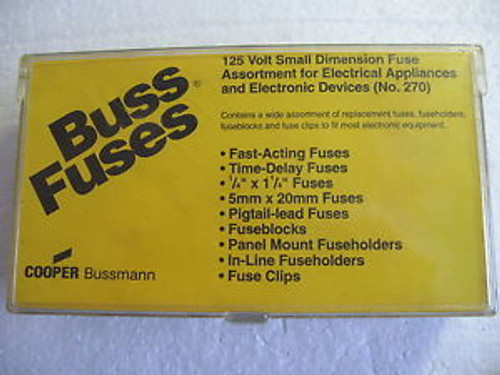 Buss®
Fuses
125 Volt Small Dimension Fuse
Assortment for Electrical Appliances
and Electronic Devices (No. 270)
Contains a wide assortment of replacement fuses, fuseholders,
fuseblocks and fuse clips to fit most electronic equipment.
• Fast-Acting Fuses
• Time-Delay Fuses
• 1/4" x 1 1/4" Fuses
• 5mm x 20mm Fuses
• Pigtail-lead Fuses
• Fuseblocks
• Panel Mount Fuseholders
• In-Line Fuseholders
• Fuse Clips
COOPER Bussmann